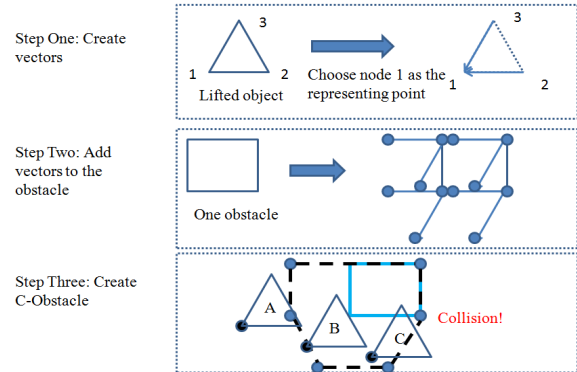 Step One: Create
vectors
3
1
2
Lifted object
Choose node 1 as the
representing point
3
1
2
Step Two: Add
vectors to the
obstacle
One obstacle
Step Three: Create
C-Obstacle
A
B
C
Collision!